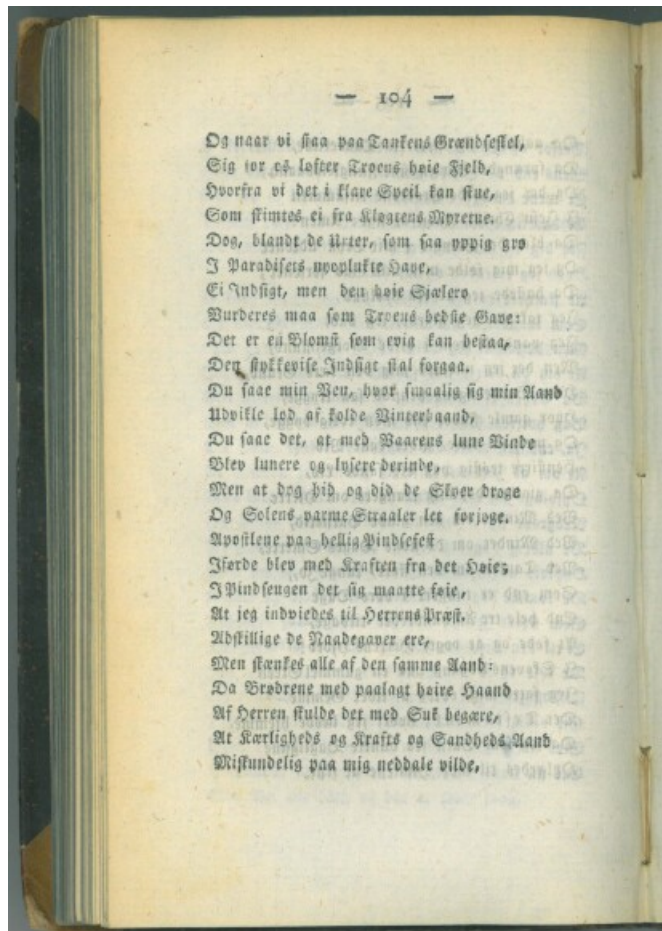 — 104 —
Og naar vi staa paa Tankens Grændseskel,
Sig for os løfter Troens høie Fjeld,
Hvorfra vi det i klare Speil kan skue,
Som skimtes ei fra Kløgtens Myretue.
Dog, blandt de Urter, som saa yppig gro
I Paradisets nyoplukte Have,
Ei Indsigt, men den høie Sjælero
Vurderes maa som Troens bedste Gave:
Det er en Blomst som evig kan bestaa,
Den stykkevise Indsigt skal forgaa.
Du saae min Ven, hvor smaalig sig min Aand
Udvikle lod af kolde Vinterbaand,
Du saae det, at med Vaarens lune Vinde
Blev lunere og lysere derinde,
Men at dog hid og did de Skyer droge
Og Solens varme Straaler let forjoge.
Apostlene paa hellig Pindsefest
Iførde blev med Kraften fra det Høie;
I Pindseugen det sig maatte føie,
At jeg indviedes til Herrens Præst.
Adskillige de Naadegaver ere,
Men skænkes alle af den samme Aand:
Da Brødrene med paalagt høire Haand
Af Herren skulde det med Suk begære,
At Kærligheds og Krafts og Sandheds Aand
Miskundelig paa mig neddale vilde,